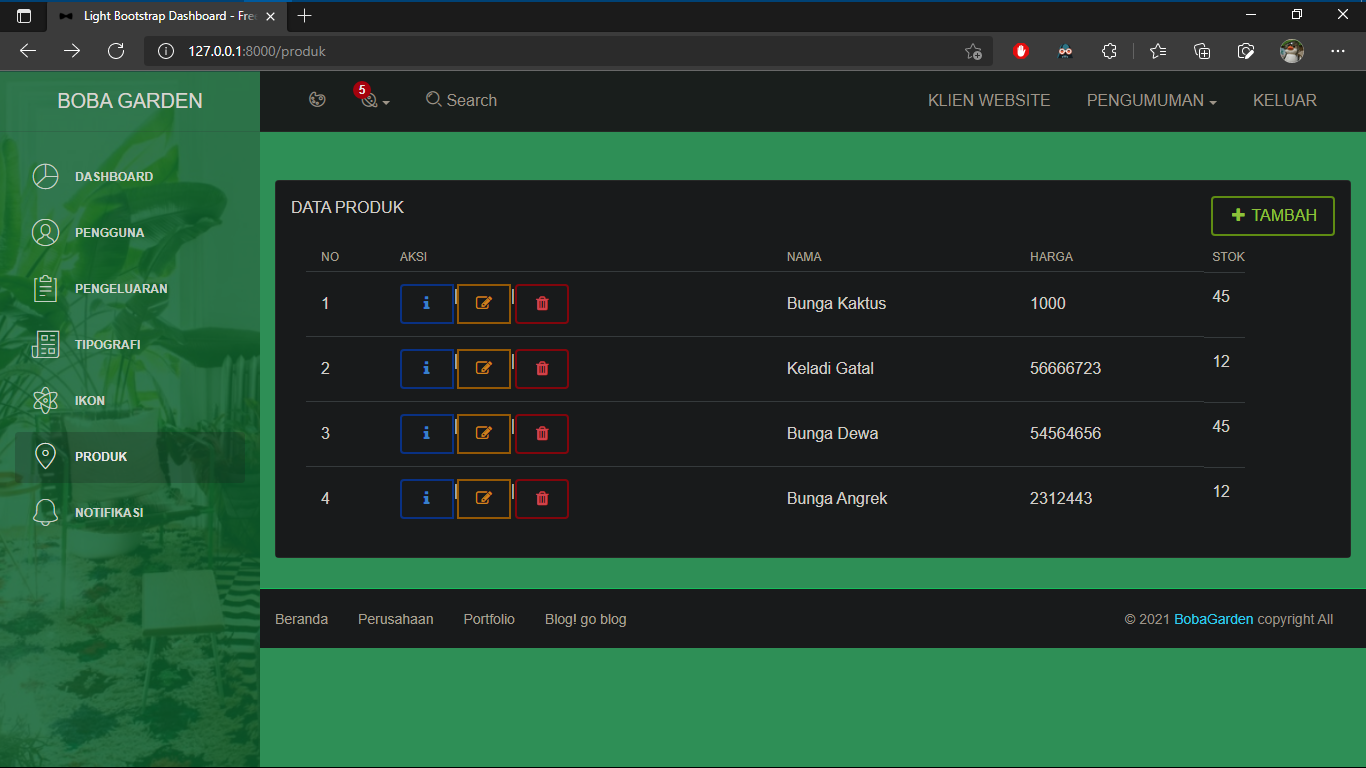 Light Bootstrap Dashboard - Fre
127.0.0.1:8000/produk
BOBA GARDEN
5
Search
KLIEN WEBSITE
PENGUMUMAN
KELUAR
DASHBOARD
PENGGUNA
PENGELUARAN
TIPOGRAFI
IKON
PRODUK
NOTIFIKASI
DATA PRODUK
TAMBAH
NO AKSI NAMA HARGA STOK
1 Bunga Kaktus 1000 45
2 Keladi Gatal 56666723 12
3 Bunga Dewa 54564656 45
4 Bunga Angrek 2312443 12
Beranda Perusahaan Portfolio Blog! go blog
© 2021 BobaGarden copyright All